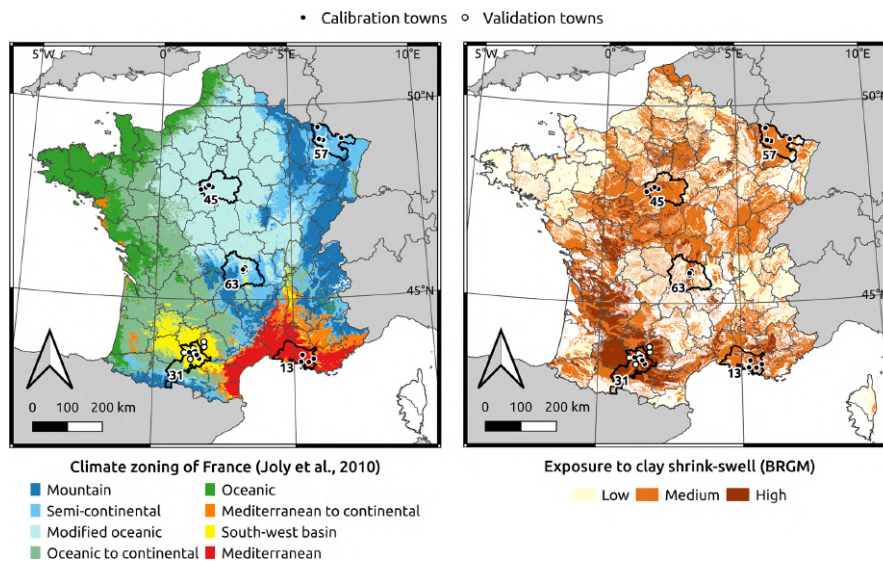 • Calibration towns ○ Validation towns
5°W 0° 5°E 10°E
50°N
45°N
57
45
63
31
13
0 100 200 km
Climate zoning of France (Joly et al., 2010)
Mountain
Semi-continental
Modified oceanic
Oceanic to continental
Oceanic
Mediterranean to continental
South-west basin
Mediterranean
5°W 0° 5°E 10°E
50°N
45°N
57
45
63
31
13
0 100 200 km
Exposure to clay shrink-swell (BRGM)
Low Medium High